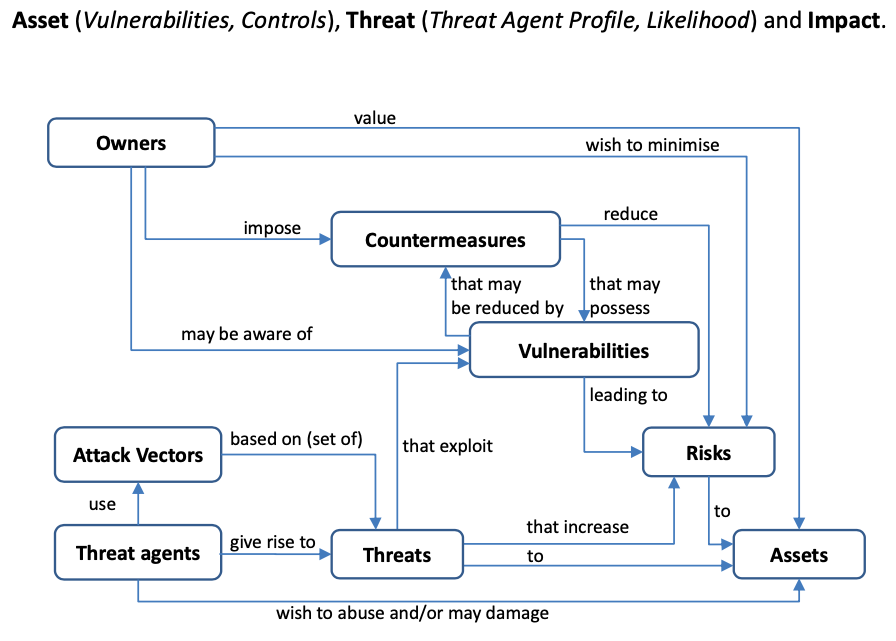 Asset (Vulnerabilities, Controls), Threat (Threat Agent Profile, Likelihood) and Impact.
value
Owners
wish to minimise
reduce
impose
Countermeasures
that may
be reduced by
that may
possess
may be aware of
Vulnerabilities
leading to
based on (set of)
that exploit
Attack Vectors
Risks
use
to
that increase
give rise to
Threat agents
Threats
to
Assets
wish to abuse and/or may damage